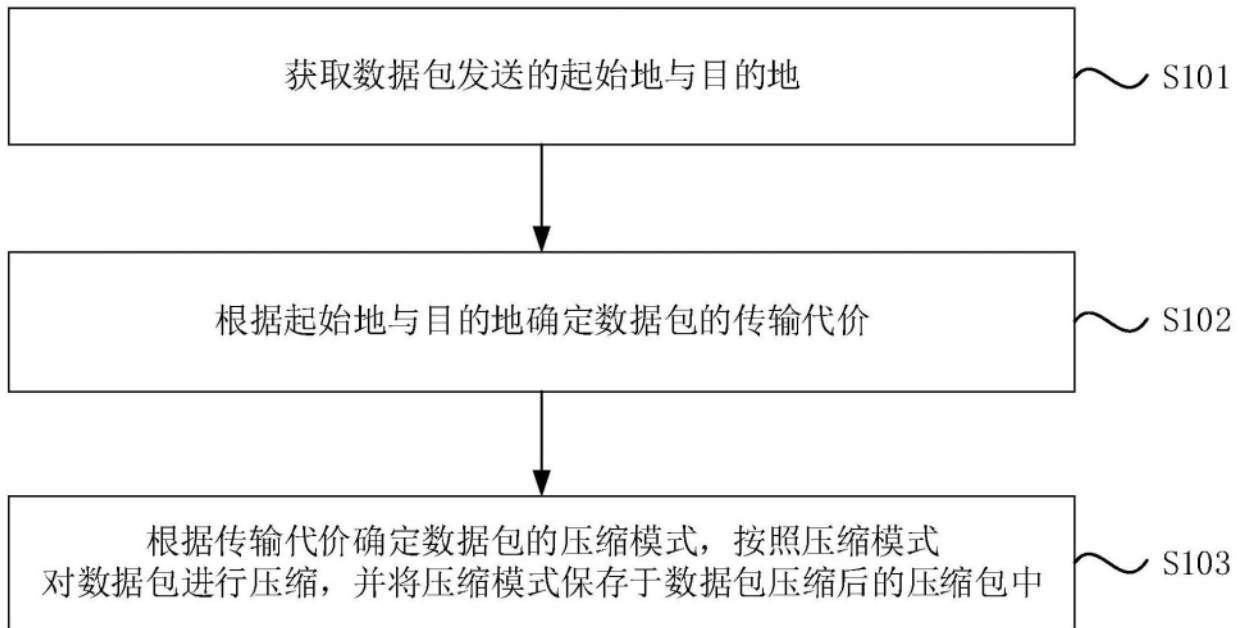 获取数据包发送的起始地与目的地
S101
根据起始地与目的地确定数据包的传输代价
S102
根据传输代价确定数据包的压缩模式，按照压缩模式
对数据包进行压缩，并将压缩模式保存于数据包压缩后的压缩包中
S103